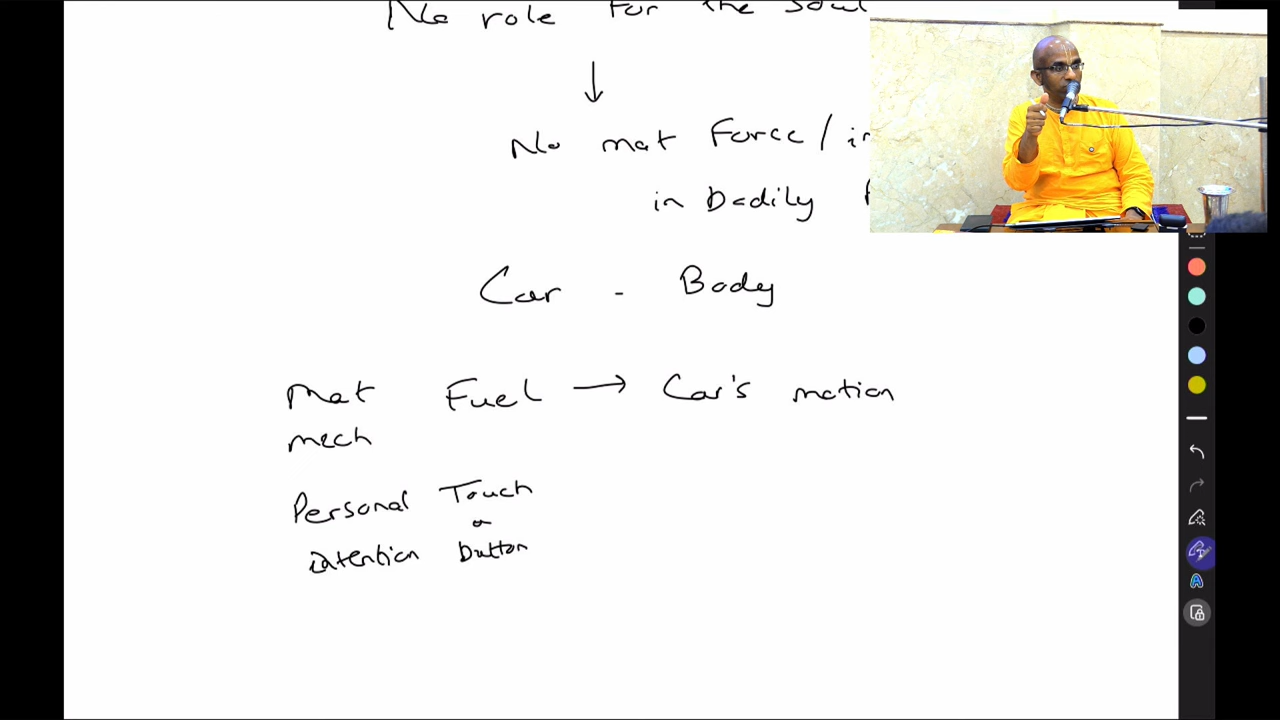 No role for the soul
No mat Force / in
in bodily
Car - Body
mat Fuel → Car's motion
mech
Personal Touch
a
intention button